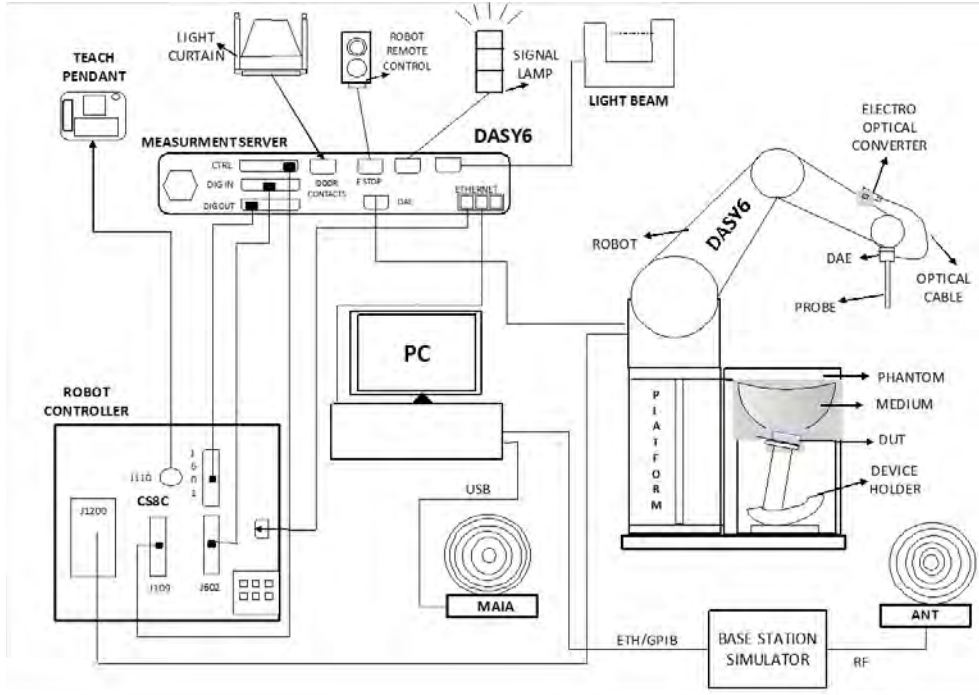 LIGHT
CURTAIN
ROBOT
REMOTE
CONTROL
SIGNAL
LAMP
LIGHT BEAM
TEACH
PENDANT
MEASURMENT SERVER
DASY6
CTRL
DIG IN
DIG OUT
DOOR
CONTACTS
E STOP
DAE
ETHERNET
ELECTRO
OPTICAL
CONVERTER
ROBOT
DASY6
DAE
OPTICAL
CABLE
PROBE
PC
PLATFORM
PHANTOM
MEDIUM
DUT
DEVICE
HOLDER
ROBOT
CONTROLLER
J110
CS8C
J1200
J109
J602
USB
MAIA
ETH/GPIB
BASE STATION
SIMULATOR
RF
ANT